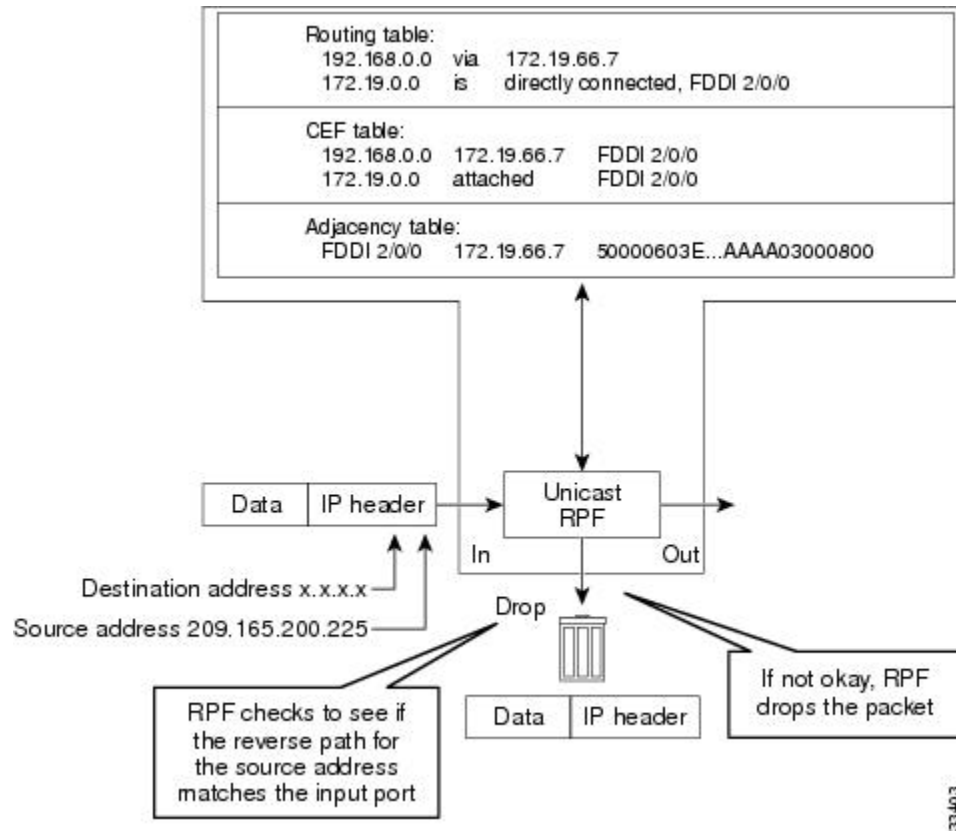 Routing table:
192.168.0.0 via 172.19.66.7
172.19.0.0 is directly connected, FDDI 2/0/0
CEF table:
192.168.0.0 172.19.66.7 FDDI 2/0/0
172.19.0.0 attached FDDI 2/0/0
Adjacency table:
FDDI 2/0/0 172.19.66.7 50000603E...AAAA03000800
Data IP header
Unicast
RPF
In
Out
Destination address x.x.x.x
Source address 209.165.200.225
Drop
RPF checks to see if
the reverse path for
the source address
matches the input port
Data IP header
If not okay, RPF
drops the packet
33403